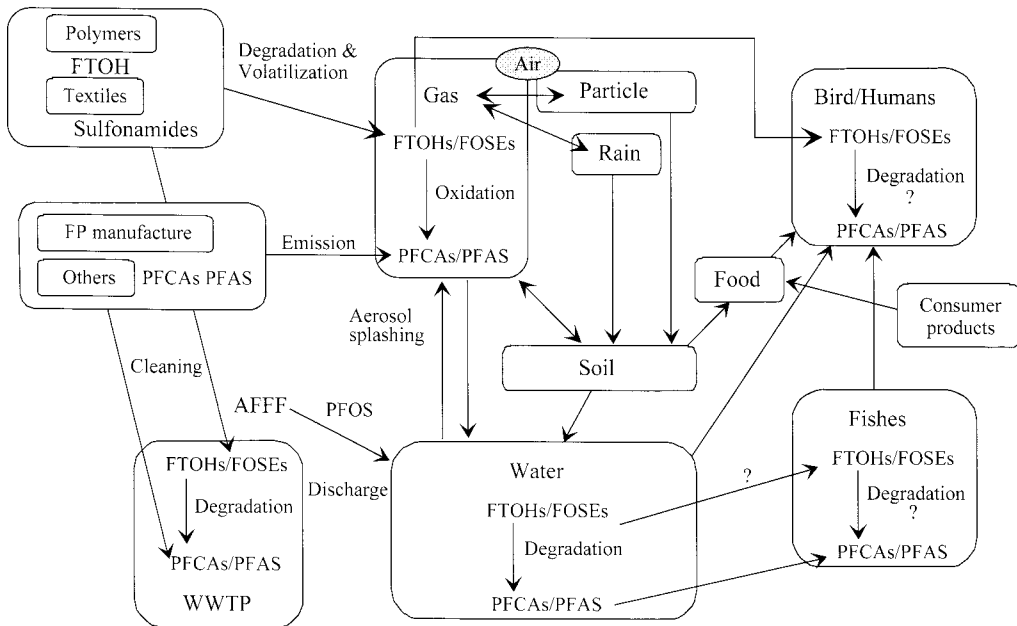 Polymers
FTOH
Textiles
Sulfonamides
Degradation &
Volatilization
Air
Gas
Particle
Rain
FTOHs/FOSEs
Oxidation
PFCAs/PFAS
Bird/Humans
FTOHs/FOSEs
Degradation
?
PFCAs/PFAS
FP manufacture
Others
PFCAs PFAS
Emission
Food
Consumer
products
Aerosol
splashing
Soil
Cleaning
AFFF
PFOS
Discharge
FTOHs/FOSEs
Degradation
PFCAs/PFAS
WWTP
Water
FTOHs/FOSEs
Degradation
PFCAs/PFAS
?
Fishes
FTOHs/FOSEs
Degradation
?
PFCAs/PFAS